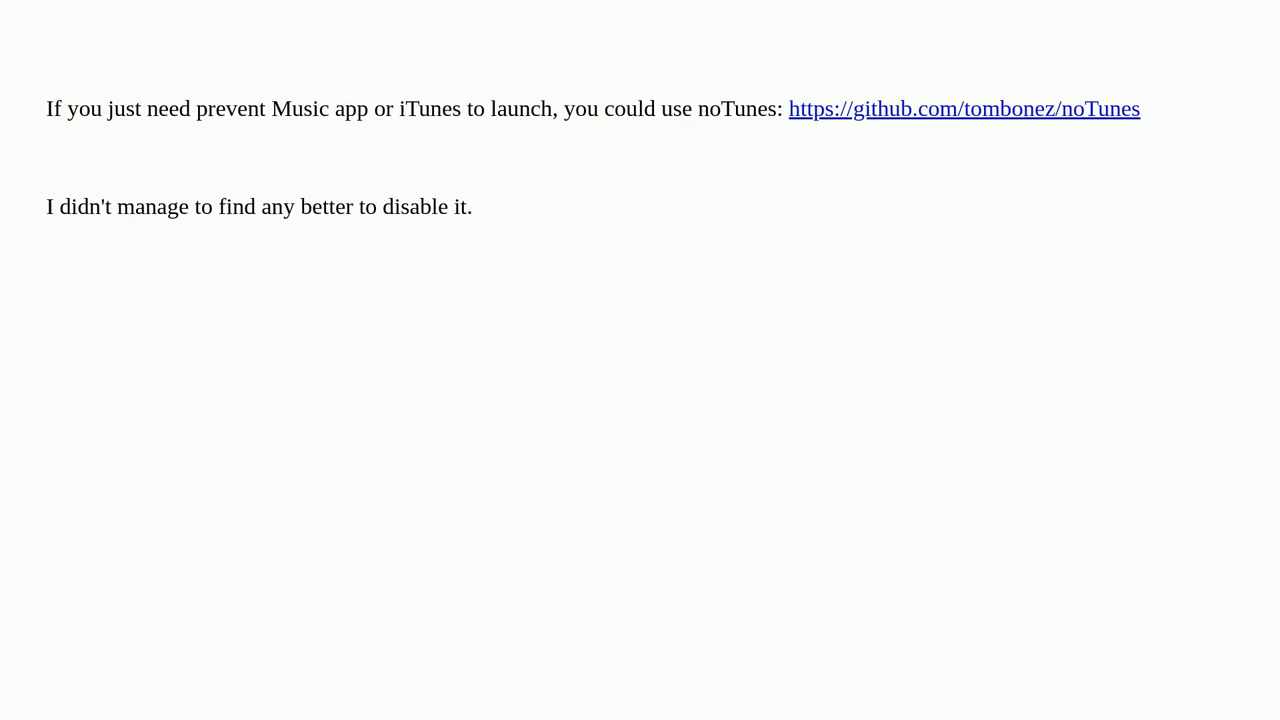 If you just need prevent Music app or iTunes to launch, you could use noTunes: https://github.com/tombonez/noTunes
I didn't manage to find any better to disable it.